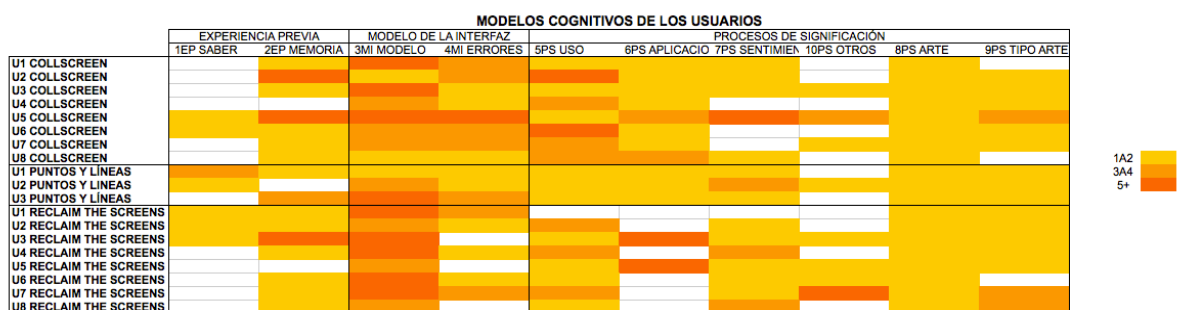 MODELOS COGNITIVOS DE LOS USUARIOS
EXPERIENCIA PREVIA MODELO DE LA INTERFAZ PROCESOS DE SIGNIFICACIÓN
1EP SABER 2EP MEMORIA 3MI MODELO 4MI ERRORES 5PS USO 6PS APLICACIO 7PS SENTIMIEN 10PS OTROS 8PS ARTE 9PS TIPO ARTE
U1 COLLSCREEN
U2 COLLSCREEN
U3 COLLSCREEN
U4 COLLSCREEN
U5 COLLSCREEN
U6 COLLSCREEN
U7 COLLSCREEN
U8 COLLSCREEN
U1 PUNTOS Y LÍNEAS
U2 PUNTOS Y LÍNEAS
U3 PUNTOS Y LÍNEAS
U1 RECLAIM THE SCREENS
U2 RECLAIM THE SCREENS
U3 RECLAIM THE SCREENS
U4 RECLAIM THE SCREENS
U5 RECLAIM THE SCREENS
U6 RECLAIM THE SCREENS
U7 RECLAIM THE SCREENS
U8 RECLAIM THE SCREENS
1A2
3A4
5+